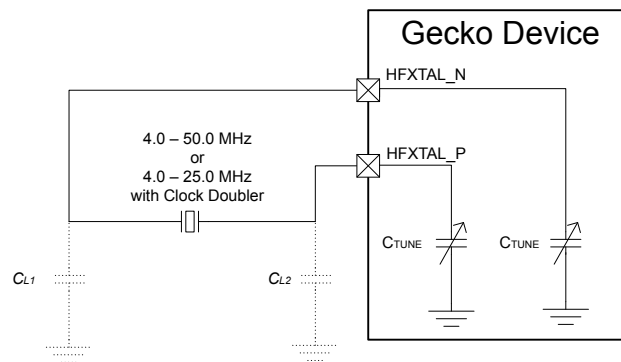 Gecko Device
HFXTAL_N
4.0 – 50.0 MHz
or
4.0 – 25.0 MHz
with Clock Doubler
HFXTAL_P
CTUNE
CTUNE
CL1
CL2